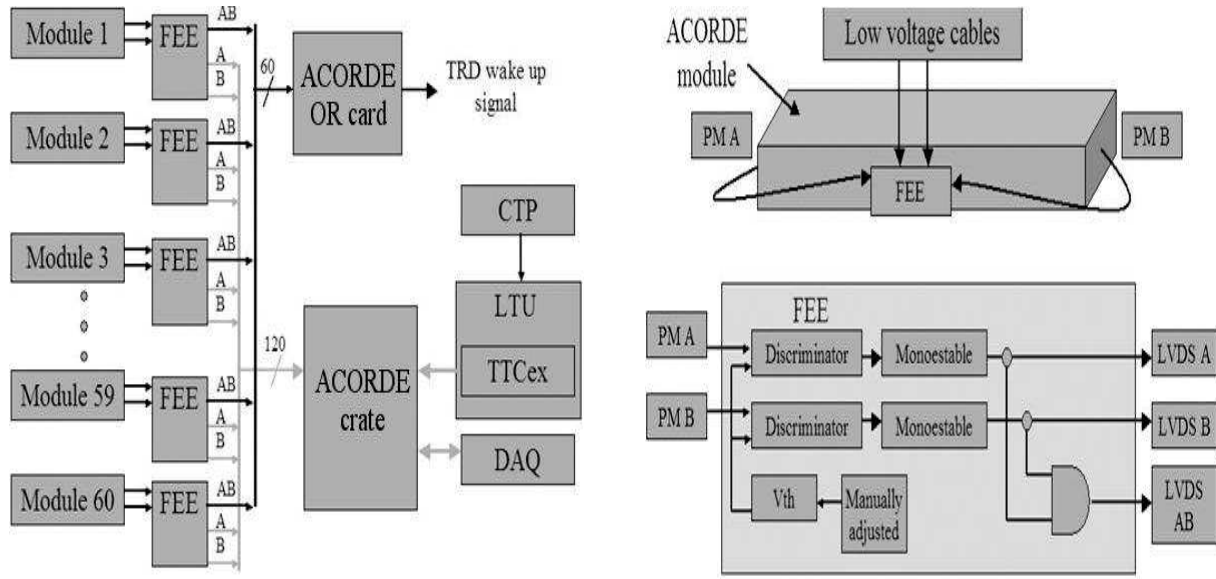 Module 1
FEE
AB
A
B
Module 2
FEE
AB
A
B
Module 3
FEE
AB
A
B
Module 59
FEE
AB
A
B
Module 60
FEE
AB
A
B
60
120
ACORDE
OR card
TRD wake up
signal
CTP
LTU
TTCex
ACORDE
crate
DAQ
ACORDE
module
Low voltage cables
PM A
PM B
FEE
FEE
PM A
Discriminator
Monoestable
LVDS A
PM B
Discriminator
Monoestable
LVDS B
Vth
Manually
adjusted
LVDS
AB